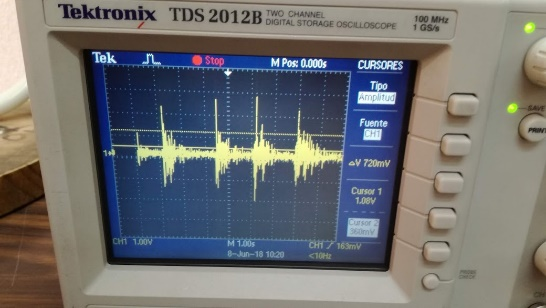 Tektronix TDS 2012B TWO CHANNEL DIGITAL STORAGE OSCILLOSCOPE
100 MHz
1 GS/s
Tek Stop M Pos: 0.000s CURSORES
Tipo
Amplitud
Fuente
CH1
ΔV 720mV
Cursor 1
1.08V
Cursor 2
360mV
CH1 1.00V M 1.00s CH1 163mV
8-Jun-18 10:20 <10Hz
SAVE
PRINT